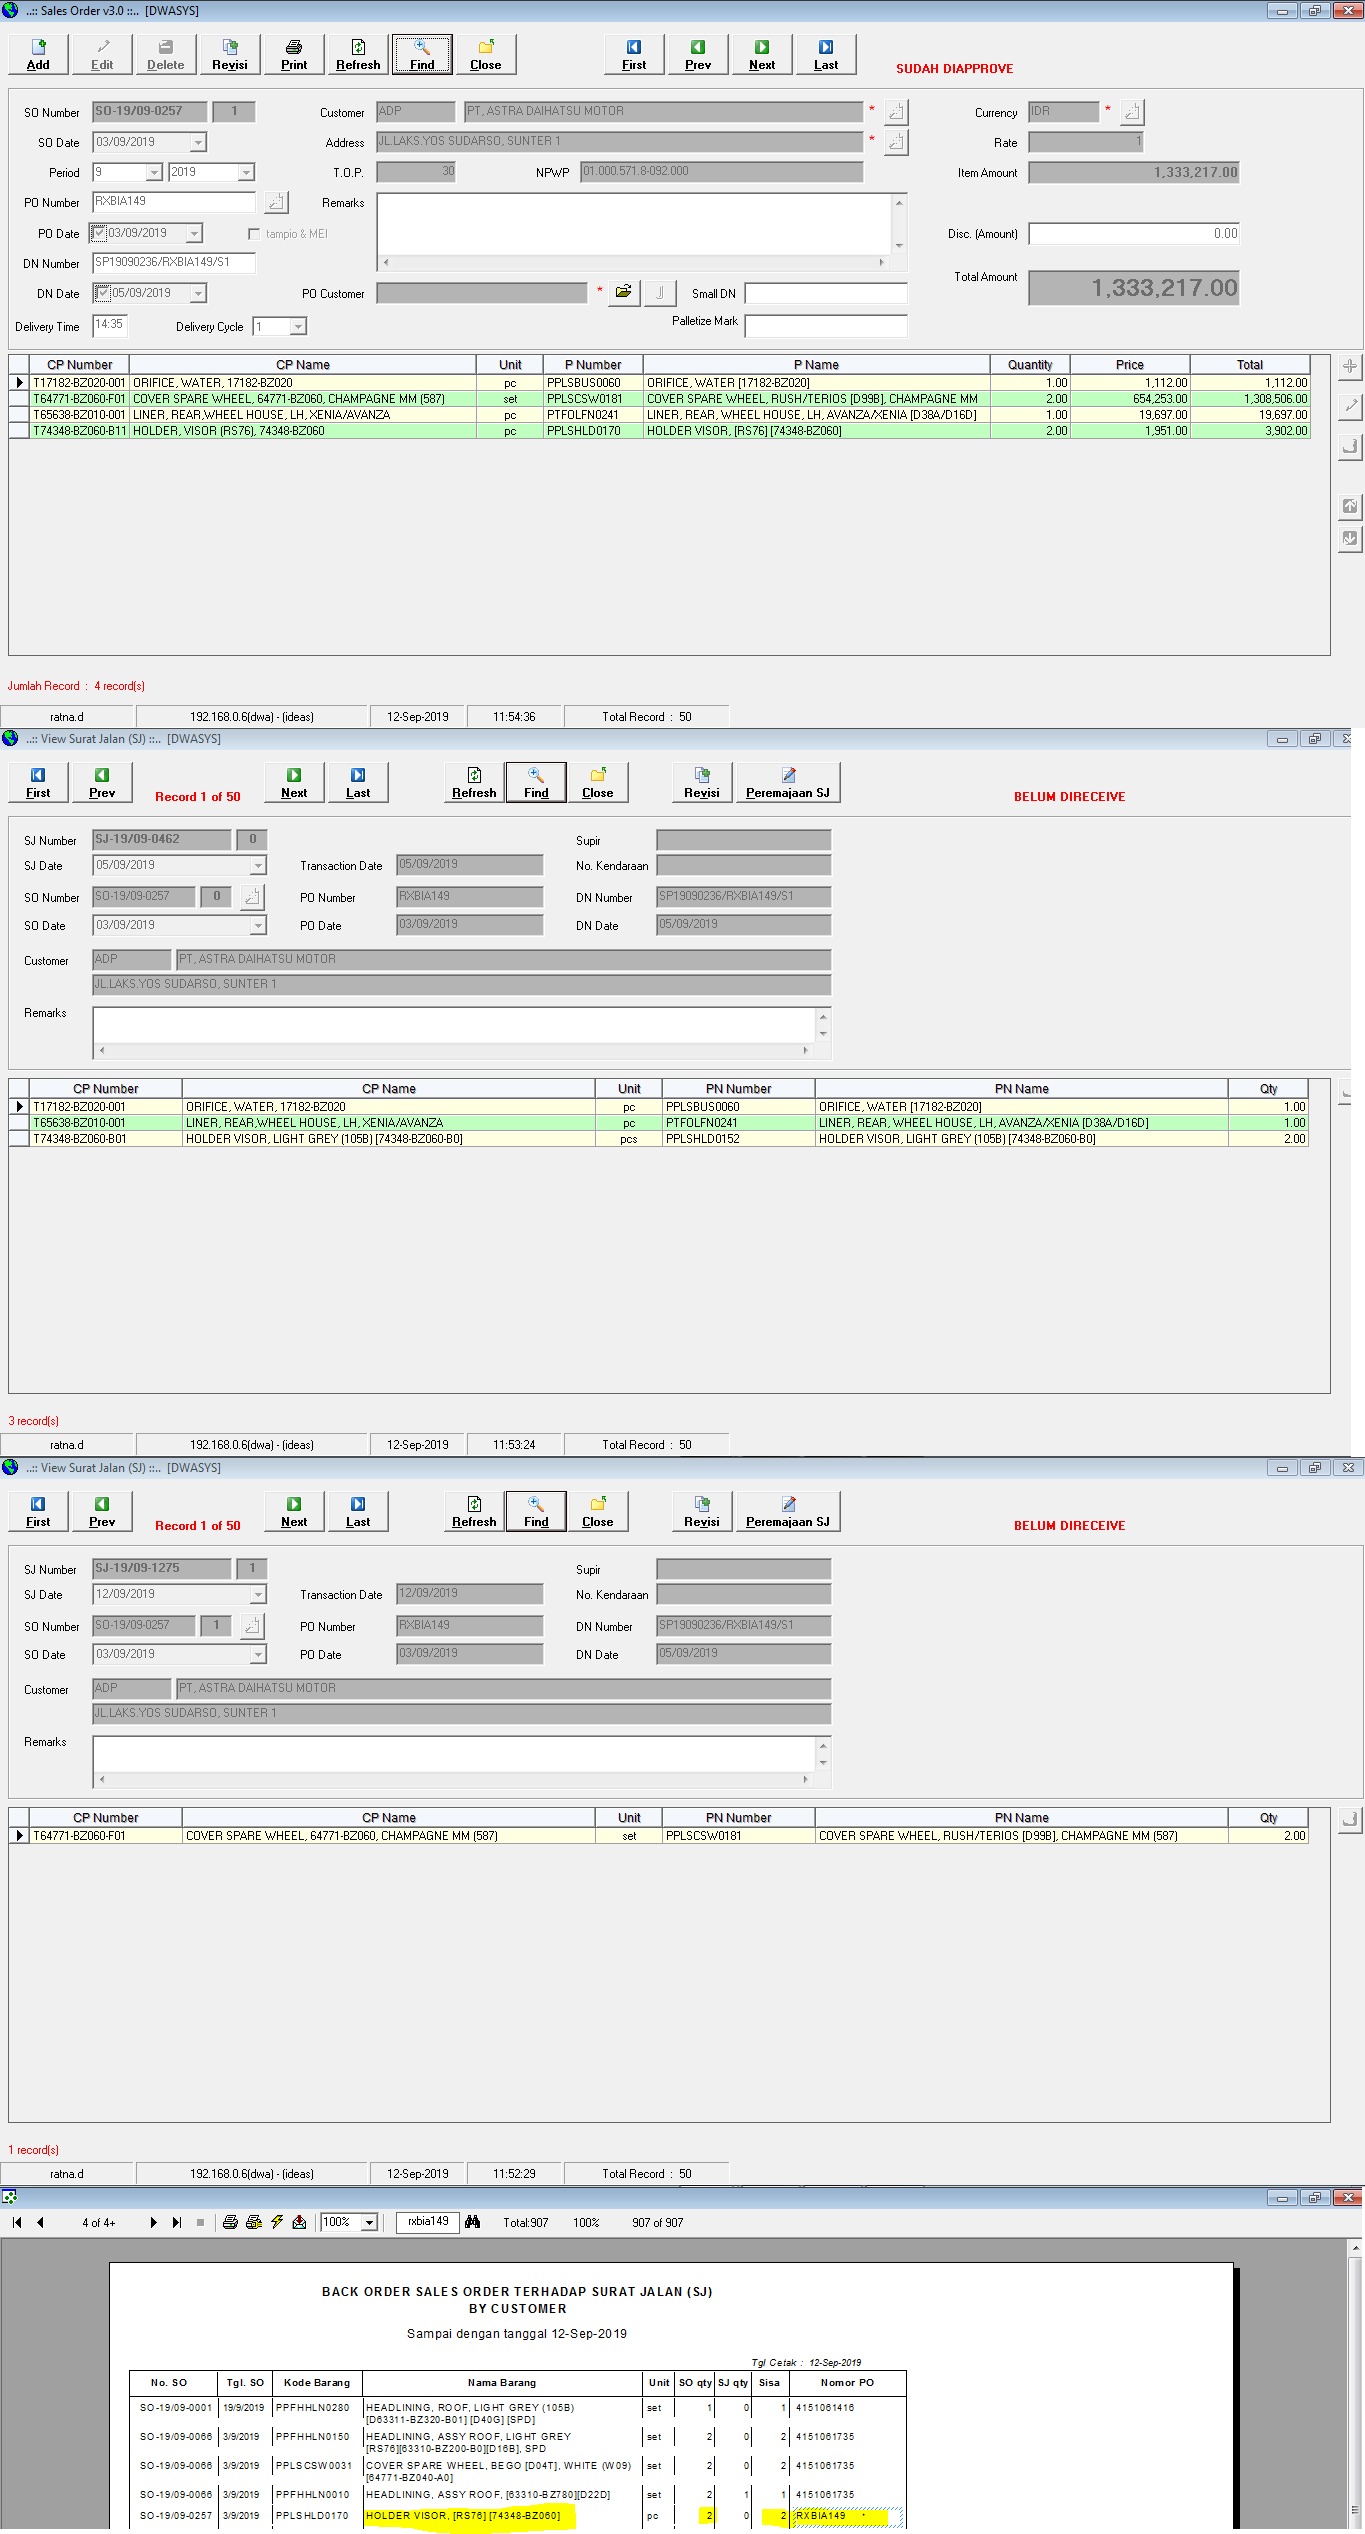 ..:: Sales Order v3.0 ::.. [DWASYS]
Add Edit Delete Revisi Print Refresh Find Close First Prev Next Last SUDAH DIAPPROVE
SO Number SO-19/09-0257 1 Customer ADP PT, ASTRA DAIHATSU MOTOR * Currency IDR *
SO Date 03/09/2019 Address JL.LAKS.YOS SUDARSO, SUNTER 1 * Rate 1
Period 9 2019 T.O.P. 30 NPWP 01.000.571.8-092.000 Item Amount 1,333,217.00
PO Number RXBIA149 Remarks
PO Date 03/09/2019 tampio & MEI Disc. (Amount) 0.00
DN Number SP19090236/RXBIA149/S1
DN Date 05/09/2019 PO Customer * Small DN Total Amount 1,333,217.00
Delivery Time 14:35 Delivery Cycle 1 Palletize Mark
CP Number CP Name Unit P Number P Name Quantity Price Total
T17182-BZ020-001 ORIFICE, WATER, 17182-BZ020 pc PPLSBUS0060 ORIFICE, WATER [17182-BZ020] 1.00 1,112.00 1,112.00
T64771-BZ060-F01 COVER SPARE WHEEL, 64771-BZ060, CHAMPAGNE MM (587) set PPLSCSW0181 COVER SPARE WHEEL, RUSH/TERIOS [D99B], CHAMPAGNE MM 2.00 654,253.00 1,308,506.00
T65638-BZ010-001 LINER, REAR,WHEEL HOUSE, LH, XENIA/AVANZA pc PTFOLFN0241 LINER, REAR, WHEEL HOUSE, LH, AVANZA/XENIA [D38A/D16D] 1.00 19,697.00 19,697.00
T74348-BZ060-B11 HOLDER, VISOR (RS76), 74348-BZ060 pc PPLSHLD0170 HOLDER VISOR, [RS76] [74348-BZ060] 2.00 1,951.00 3,902.00
Jumlah Record : 4 record(s)
ratna.d 192.168.0.6(dwa) - (ideas) 12-Sep-2019 11:54:36 Total Record : 50
..:: View Surat Jalan (SJ) ::.. [DWASYS]
First Prev Record 1 of 50 Next Last Refresh Find Close Revisi Peremajaan SJ BELUM DIRECEIVE
SJ Number SJ-19/09-0462 0 Supir
SJ Date 05/09/2019 Transaction Date 05/09/2019 No. Kendaraan
SO Number SO-19/09-0257 0 PO Number RXBIA149 DN Number SP19090236/RXBIA149/S1
SO Date 03/09/2019 PO Date 03/09/2019 DN Date 05/09/2019
Customer ADP PT, ASTRA DAIHATSU MOTOR
JL.LAKS.YOS SUDARSO, SUNTER 1
Remarks
CP Number CP Name Unit PN Number PN Name Qty
T17182-BZ020-001 ORIFICE, WATER, 17182-BZ020 pc PPLSBUS0060 ORIFICE, WATER [17182-BZ020] 1.00
T65638-BZ010-001 LINER, REAR,WHEEL HOUSE, LH, XENIA/AVANZA pc PTFOLFN0241 LINER, REAR, WHEEL HOUSE, LH, AVANZA/XENIA [D38A/D16D] 1.00
T74348-BZ060-B01 HOLDER VISOR, LIGHT GREY (105B) [74348-BZ060-B0] pcs PPLSHLD0152 HOLDER VISOR, LIGHT GREY (105B) [74348-BZ060-B0] 2.00
3 record(s)
ratna.d 192.168.0.6(dwa) - (ideas) 12-Sep-2019 11:53:24 Total Record : 50
..:: View Surat Jalan (SJ) ::.. [DWASYS]
First Prev Record 1 of 50 Next Last Refresh Find Close Revisi Peremajaan SJ BELUM DIRECEIVE
SJ Number SJ-19/09-1275 1 Supir
SJ Date 12/09/2019 Transaction Date 12/09/2019 No. Kendaraan
SO Number SO-19/09-0257 1 PO Number RXBIA149 DN Number SP19090236/RXBIA149/S1
SO Date 03/09/2019 PO Date 03/09/2019 DN Date 05/09/2019
Customer ADP PT, ASTRA DAIHATSU MOTOR
JL.LAKS.YOS SUDARSO, SUNTER 1
Remarks
CP Number CP Name Unit PN Number PN Name Qty
T64771-BZ060-F01 COVER SPARE WHEEL, 64771-BZ060, CHAMPAGNE MM (587) set PPLSCSW0181 COVER SPARE WHEEL, RUSH/TERIOS [D99B], CHAMPAGNE MM (587) 2.00
1 record(s)
ratna.d 192.168.0.6(dwa) - (ideas) 12-Sep-2019 11:52:29 Total Record : 50
4 of 4+ 100% rxbia149 Total:907 100% 907 of 907
BACK ORDER SALES ORDER TERHADAP SURAT JALAN (SJ)
BY CUSTOMER
Sampai dengan tanggal 12-Sep-2019
Tgl Cetak : 12-Sep-2019
No. SO Tgl. SO Kode Barang Nama Barang Unit SO qty SJ qty Sisa Nomor PO
SO-19/09-0001 19/9/2019 PPFHHLN0280 HEADLINING, ROOF, LIGHT GREY (105B) set 1 0 1 4151061416
[D63311-BZ320-B01] [D40G] [SPD]
SO-19/09-0066 3/9/2019 PPFHHLN0150 HEADLINING, ASSY ROOF, LIGHT GREY set 2 0 2 4151061735
[RS76][63310-BZ200-B0][D16B], SPD
SO-19/09-0066 3/9/2019 PPLSCSW0031 COVER SPARE WHEEL, BEGO [D04T], WHITE (W09) set 2 0 2 4151061735
[64771-BZ040-A0]
SO-19/09-0066 3/9/2019 PPFHHLN0010 HEADLINING, ASSY ROOF, [63310-BZ780][D22D] set 2 1 1 4151061735
SO-19/09-0257 3/9/2019 PPLSHLD0170 HOLDER VISOR, [RS76] [74348-BZ060] pc 2 0 2 RXBIA149